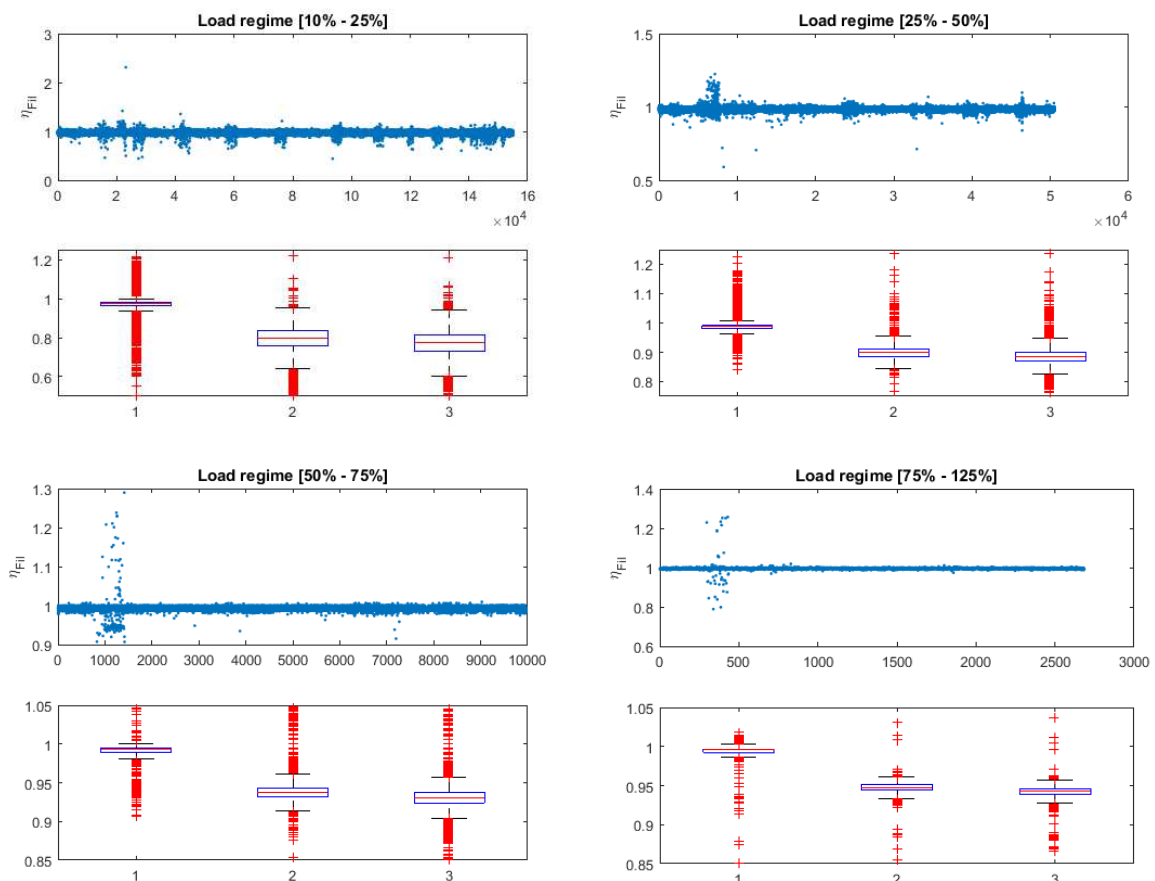 Load regime [10% - 25%]
3
2
1
0
η_Fil
0 2 4 6 8 10 12 14 16
×10^4
1.2
1
0.8
0.6
1 2 3
Load regime [25% - 50%]
1.5
1
0.5
η_Fil
0 1 2 3 4 5 6
×10^4
1.2
1.1
1
0.9
0.8
1 2 3
Load regime [50% - 75%]
1.3
1.2
1.1
1
0.9
η_Fil
0 1000 2000 3000 4000 5000 6000 7000 8000 9000 10000
1.05
1
0.95
0.9
0.85
1 2 3
Load regime [75% - 125%]
1.4
1.2
1
0.8
0.6
η_Fil
0 500 1000 1500 2000 2500 3000
1.05
1
0.95
0.9
0.85
1 2 3